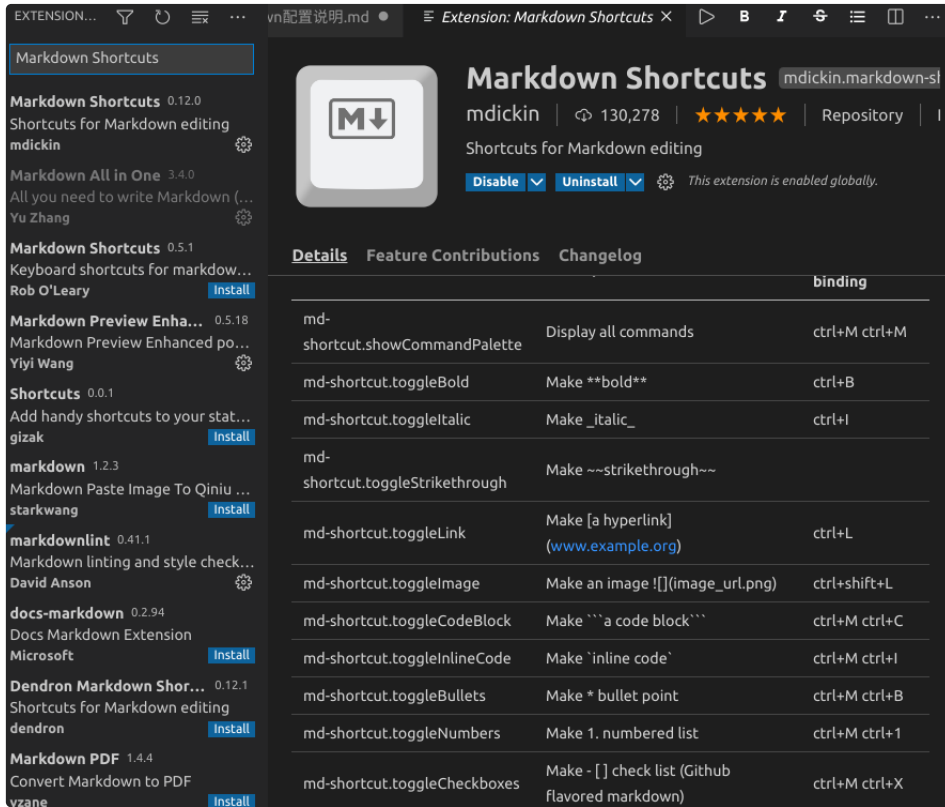 EXTENSION...
Markdown Shortcuts
Markdown Shortcuts 0.12.0
Shortcuts for Markdown editing
mdickin
Markdown All in One 3.4.0
All you need to write Markdown (...
Yu Zhang
Markdown Shortcuts 0.5.1
Keyboard shortcuts for markdow...
Rob O'Leary Install
Markdown Preview Enha... 0.5.18
Markdown Preview Enhanced po...
Yiyi Wang
Shortcuts 0.0.1
Add handy shortcuts to your stat...
gizak Install
markdown 1.2.3
Markdown Paste Image To Qiniu ...
starkwang Install
markdownlint 0.41.1
Markdown linting and style check...
David Anson
docs-markdown 0.2.94
Docs Markdown Extension
Microsoft Install
Dendron Markdown Shor... 0.12.1
Shortcuts for Markdown editing
dendron Install
Markdown PDF 1.4.4
Convert Markdown to PDF
yzane Install
vn配置说明.md ● Extension: Markdown Shortcuts × B I S ...
M
Markdown Shortcuts mdickin.markdown-sh
mdickin 130,278 ★★★★★ Repository
Shortcuts for Markdown editing
Disable Uninstall This extension is enabled globally.
Details Feature Contributions Changelog
binding
md-
shortcut.showCommandPalette Display all commands ctrl+M ctrl+M
md-shortcut.toggleBold Make **bold** ctrl+B
md-shortcut.toggleItalic Make _italic_ ctrl+I
md-
shortcut.toggleStrikethrough Make ~~strikethrough~~
md-shortcut.toggleLink Make [a hyperlink]
(www.example.org) ctrl+L
md-shortcut.toggleImage Make an image ![](image_url.png) ctrl+shift+L
md-shortcut.toggleCodeBlock Make ```a code block``` ctrl+M ctrl+C
md-shortcut.toggleInlineCode Make `inline code` ctrl+M ctrl+I
md-shortcut.toggleBullets Make * bullet point ctrl+M ctrl+B
md-shortcut.toggleNumbers Make 1. numbered list ctrl+M ctrl+1
md-shortcut.toggleCheckboxes Make - [ ] check list (Github
flavored markdown) ctrl+M ctrl+X